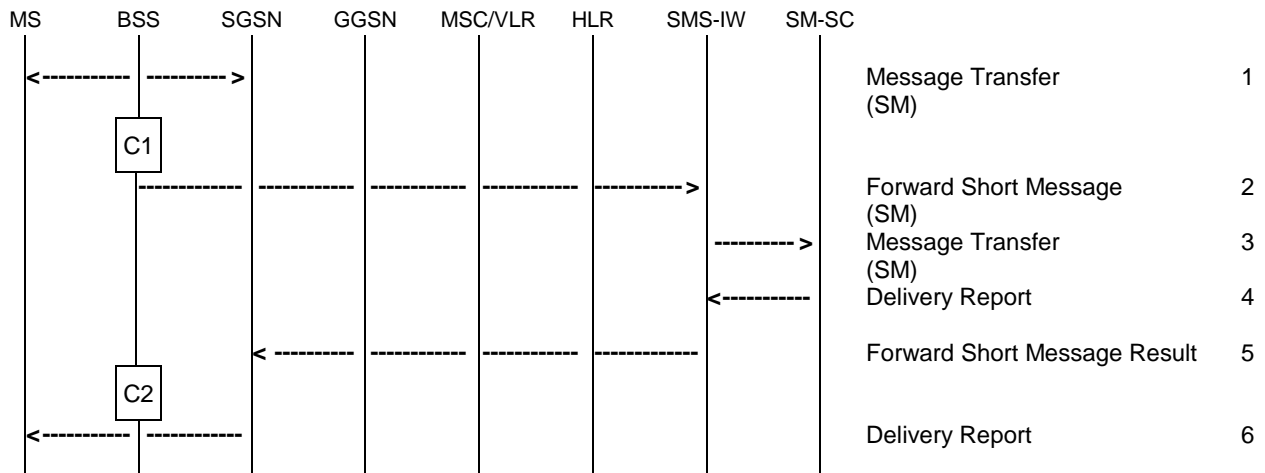 MS BSS SGSN GGSN MSC/VLR HLR SMS-IW SM-SC
Message Transfer 1
(SM)
C1
Forward Short Message 2
(SM)
Message Transfer 3
(SM)
Delivery Report 4
Forward Short Message Result 5
C2
Delivery Report 6